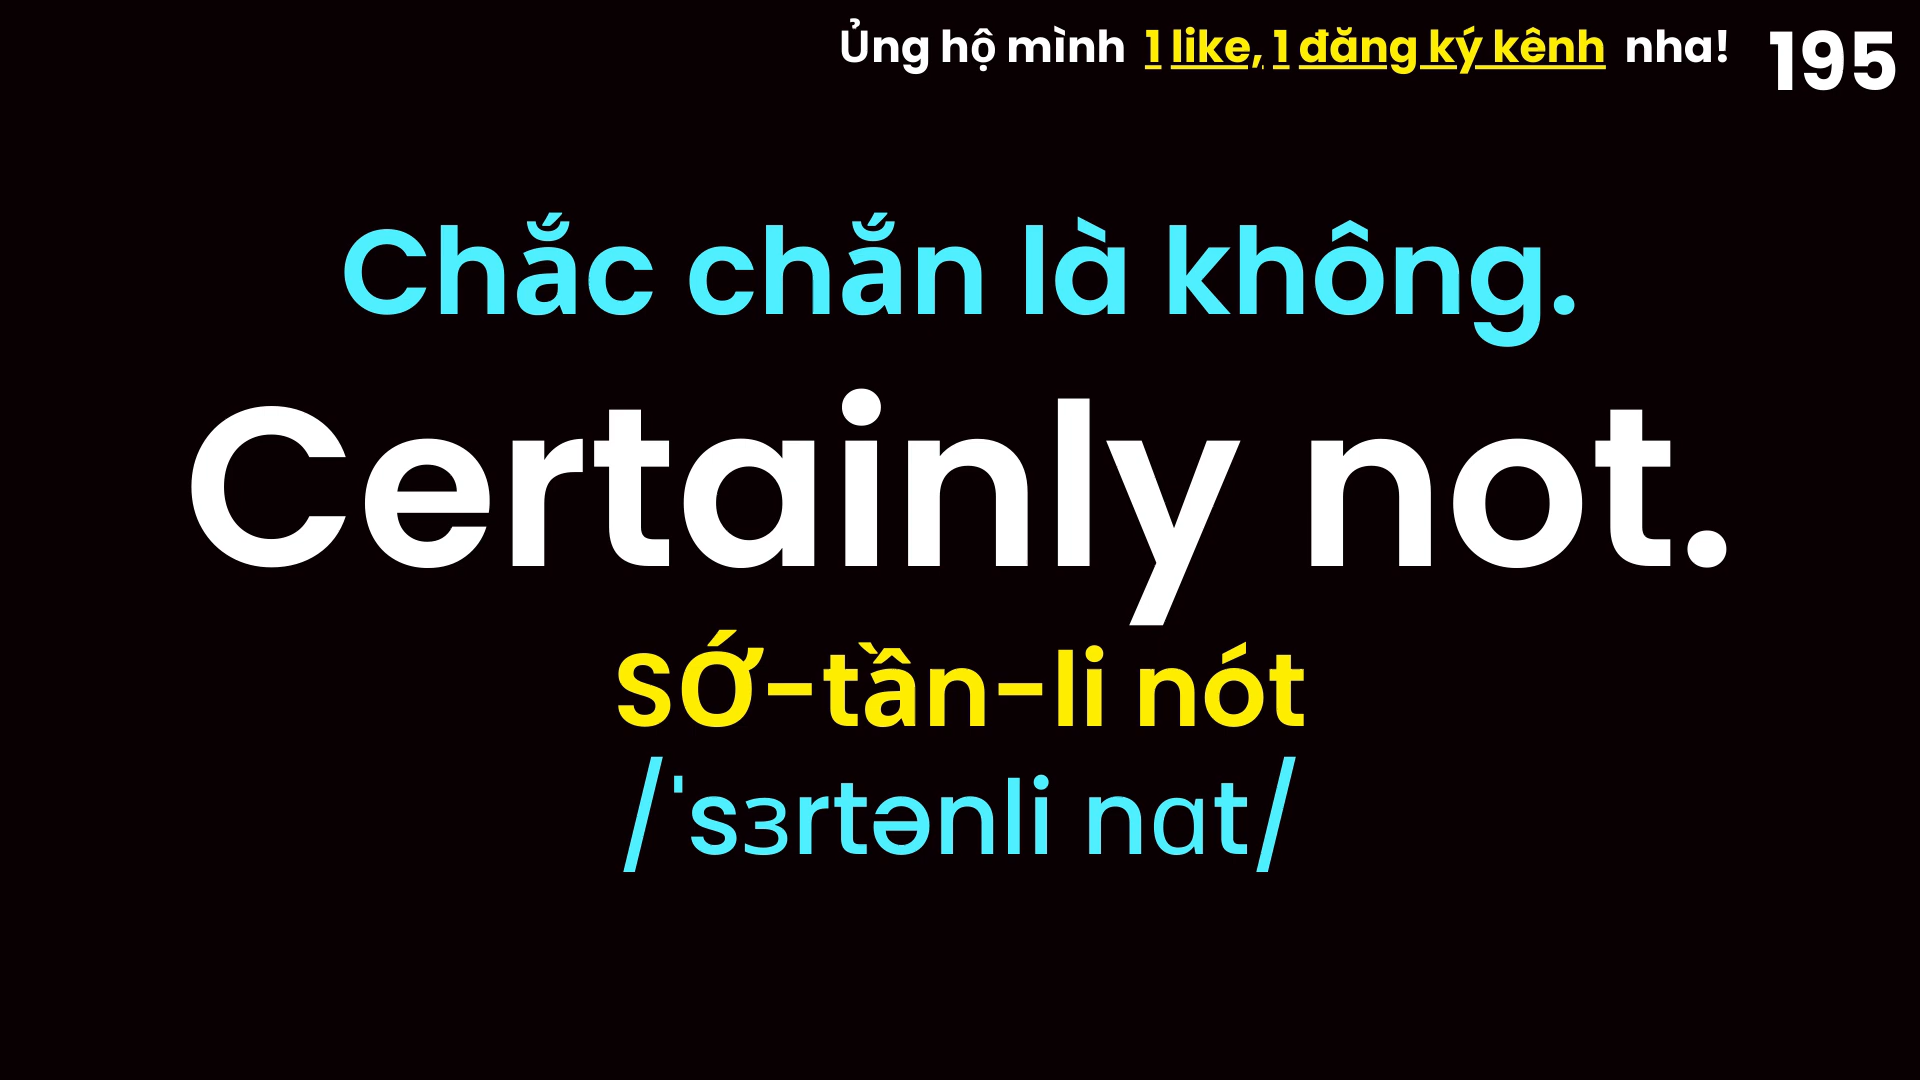 Ủng hộ mình 1 like, 1 đăng ký kênh nha! 195
Chắc chắn là không.
Certainly not.
SỚ-tần-li nót
/ˈsɜrtənli nɑt/